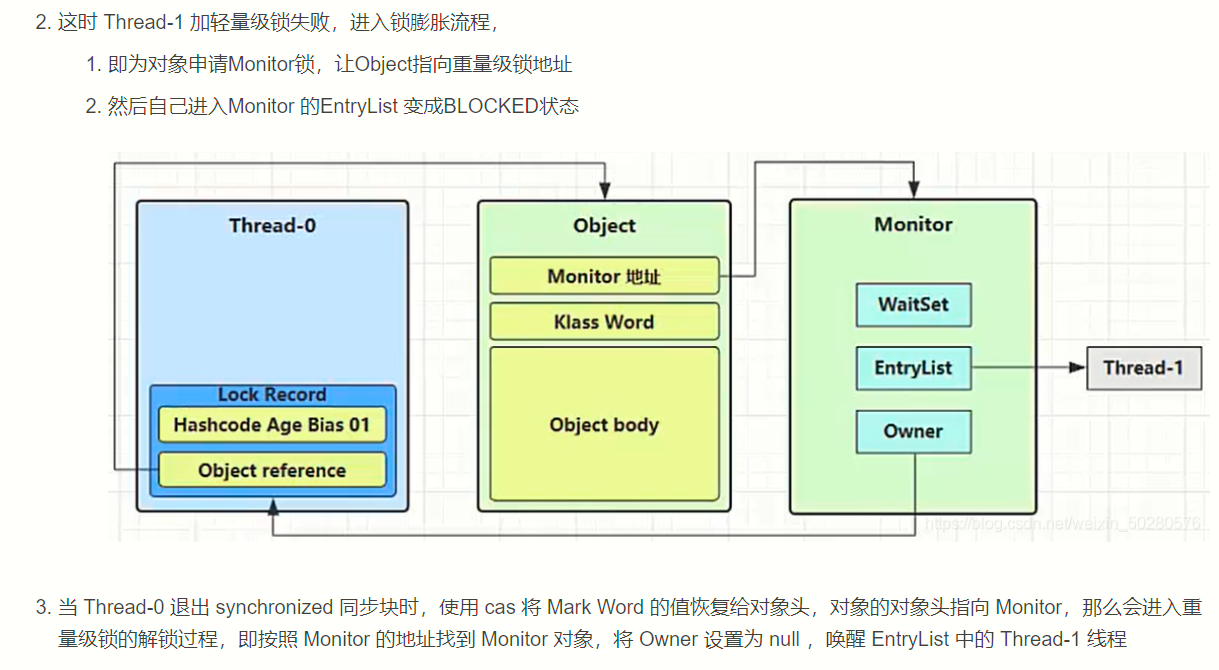 2. 这时 Thread-1 加轻量级锁失败，进入锁膨胀流程，
1. 即为对象申请Monitor锁，让Object指向重量级锁地址
2. 然后自己进入Monitor 的EntryList 变成BLOCKED状态
Thread-0
Lock Record
Hashcode Age Bias 01
Object reference
Object
Monitor 地址
Klass Word
Object body
Monitor
WaitSet
EntryList
Owner
Thread-1
https://blog.csdn.net/weixin_50280576
3. 当 Thread-0 退出 synchronized 同步块时，使用 cas 将 Mark Word 的值恢复给对象头，对象的对象头指向 Monitor，那么会进入重
量级锁的解锁过程，即按照 Monitor 的地址找到 Monitor 对象，将 Owner 设置为 null ，唤醒 EntryList 中的 Thread-1 线程